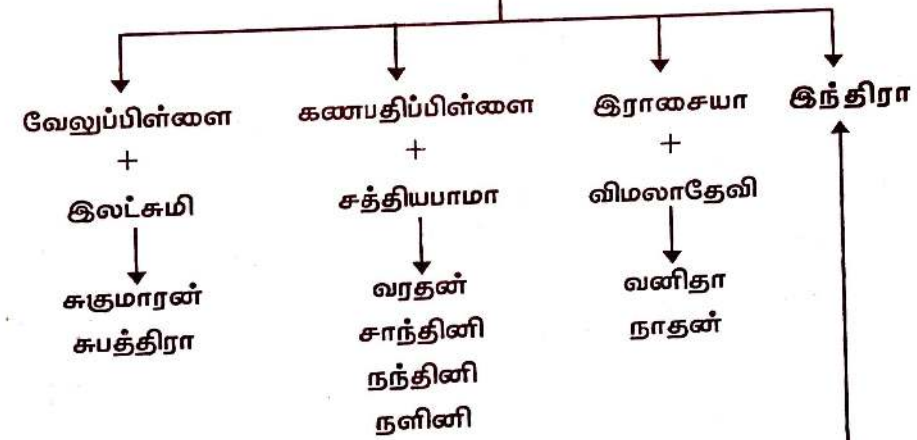 வேலுப்பிள்ளை கணபதிப்பிள்ளை இராசையா இந்திரா
+ + +
இலட்சுமி சத்தியபாமா விமலாதேவி
சுகுமாரன் வரதன் வனிதா
சுபத்திரா சாந்தினி நாதன்
நந்தினி
நளினி